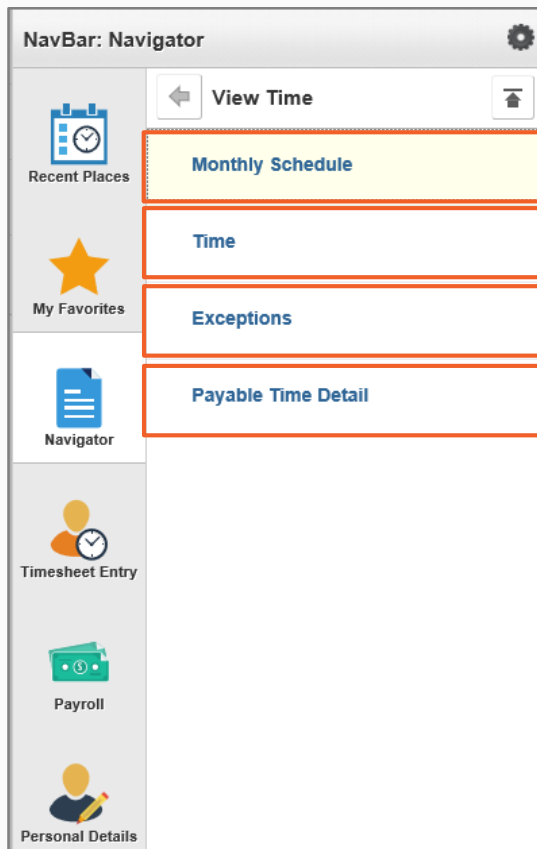 NavBar: Navigator
View Time
Recent Places
My Favorites
Navigator
Timesheet Entry
Payroll
Personal Details
Monthly Schedule
Time
Exceptions
Payable Time Detail